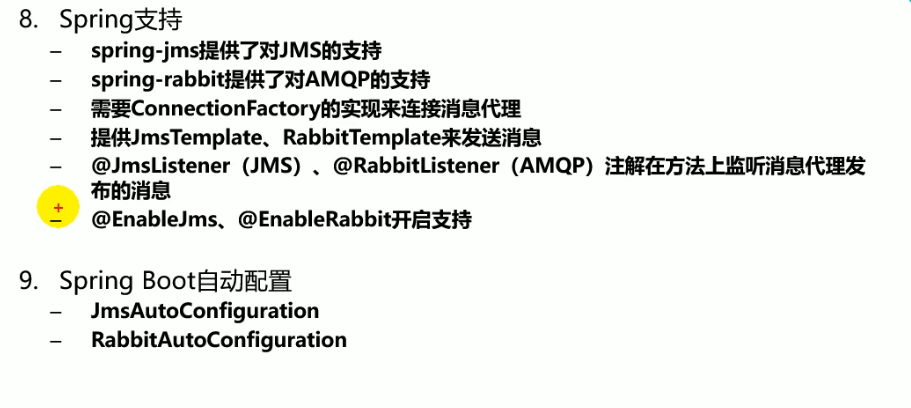 8. Spring支持
– spring-jms提供了对JMS的支持
– spring-rabbit提供了对AMQP的支持
– 需要ConnectionFactory的实现来连接消息代理
– 提供JmsTemplate、RabbitTemplate来发送消息
– @JmsListener（JMS）、@RabbitListener（AMQP）注解在方法上监听消息代理发
布的消息
– @EnableJms、@EnableRabbit开启支持
9. Spring Boot自动配置
– JmsAutoConfiguration
– RabbitAutoConfiguration